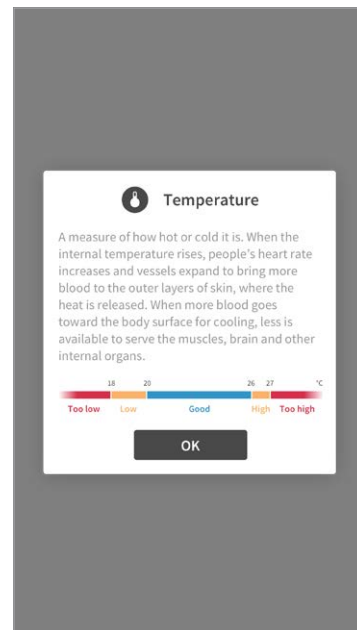 Temperature
A measure of how hot or cold it is. When the
internal temperature rises, people's heart rate
increases and vessels expand to bring more
blood to the outer layers of skin, where the
heat is released. When more blood goes
toward the body surface for cooling, less is
available to serve the muscles, brain and other
internal organs.
18 20 26 27 °C
Too low Low Good High Too high
OK